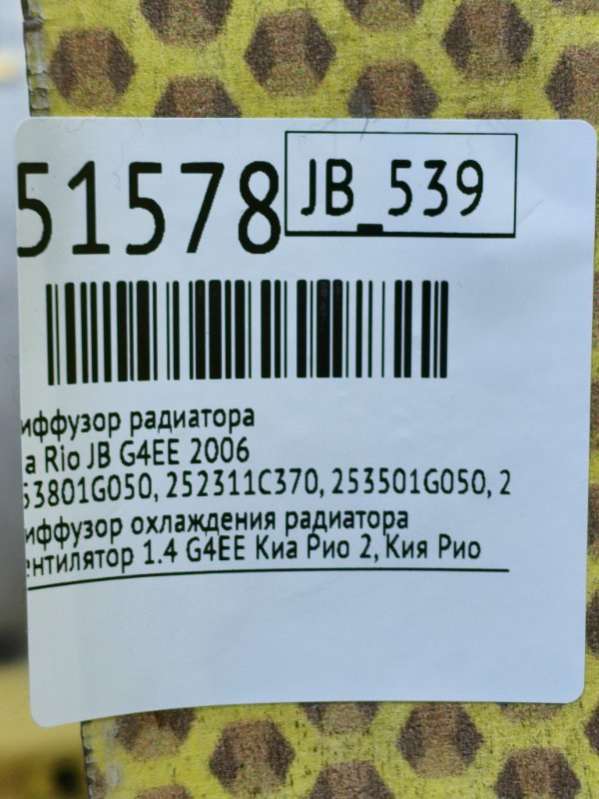 51578
JB_539
иффузор радиатора
a Rio JB G4EE 2006
53801G050, 252311C370, 253501G050, 2
иффузор охлаждения радиатора
ентилятор 1.4 G4EE Киа Рио 2, Кия Рио